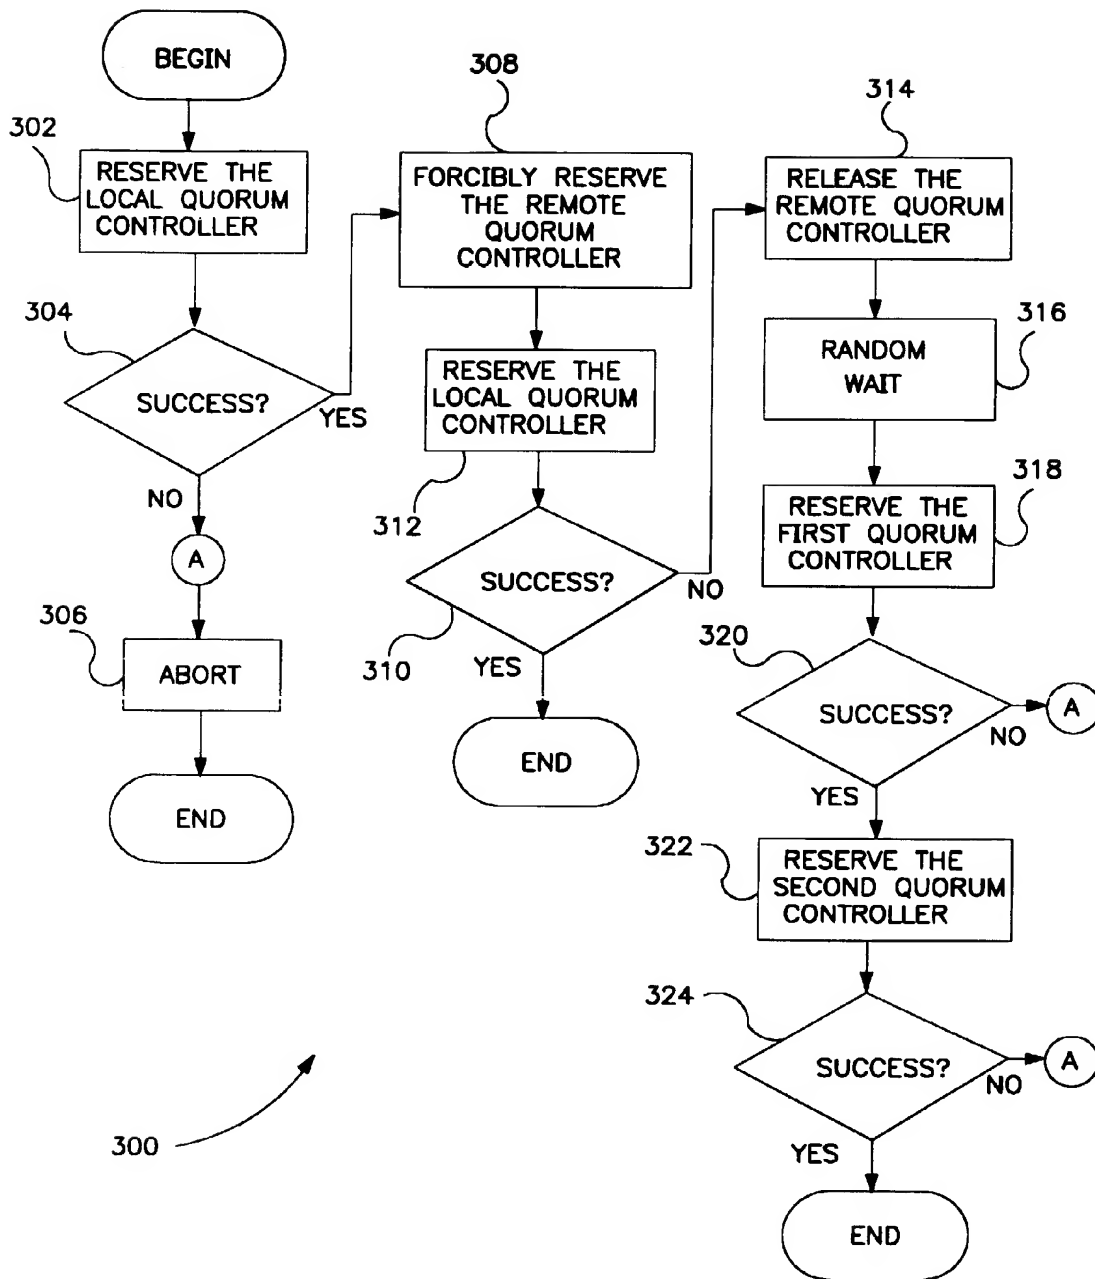 BEGIN
302
RESERVE THE
LOCAL QUORUM
CONTROLLER
304
SUCCESS?
YES
NO
A
306
ABORT
END
308
FORCIBLY RESERVE
THE REMOTE
QUORUM
CONTROLLER
RESERVE THE
LOCAL QUORUM
CONTROLLER
312
SUCCESS?
NO
310
YES
END
314
RELEASE THE
REMOTE QUORUM
CONTROLLER
316
RANDOM
WAIT
318
RESERVE THE
FIRST QUORUM
CONTROLLER
320
SUCCESS?
NO
A
YES
322
RESERVE THE
SECOND QUORUM
CONTROLLER
324
SUCCESS?
NO
A
YES
END
300